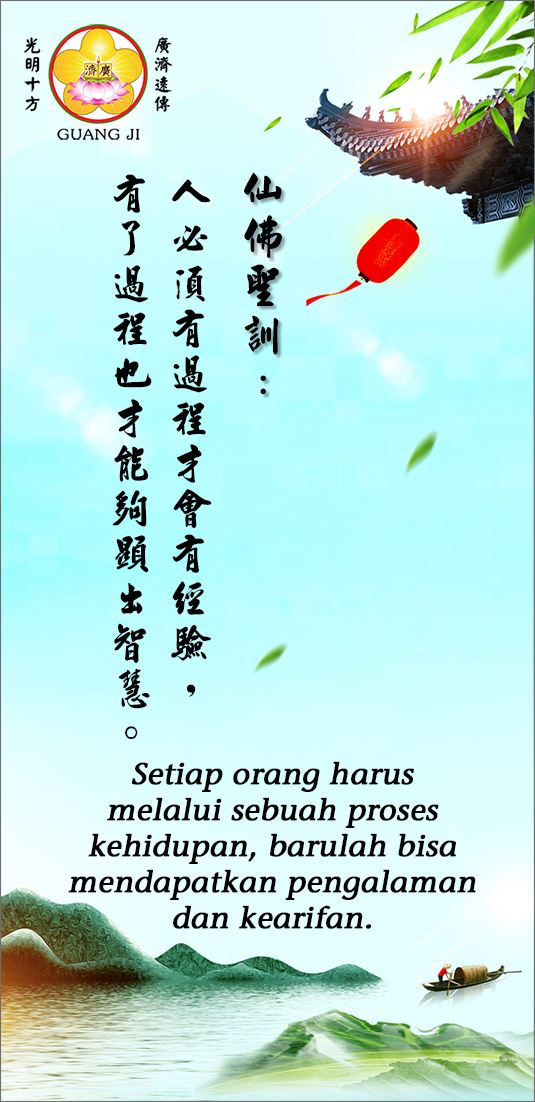 光明十方
廣濟
廣濟遠傳
GUANG JI
仙佛聖訓：
人必須有過程才會有經驗，
有了過程也才能夠顯出智慧。
Setiap orang harus
melalui sebuah proses
kehidupan, barulah bisa
mendapatkan pengalaman
dan kearifan.